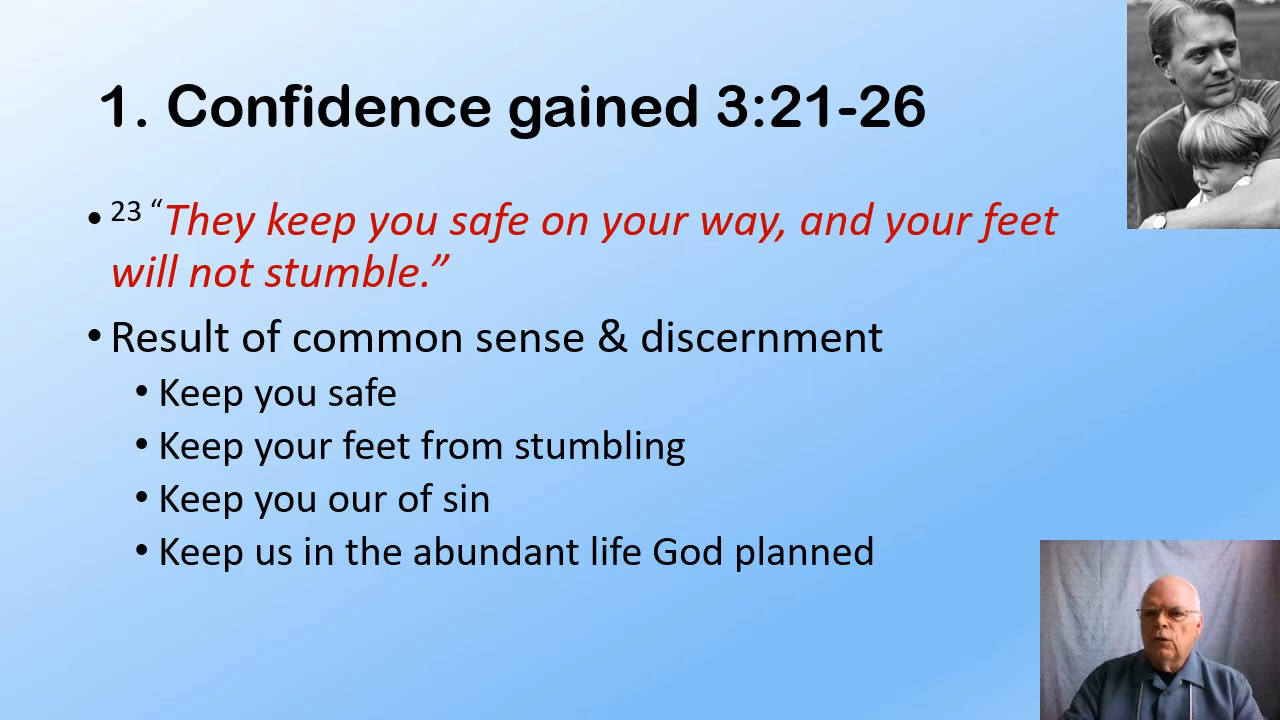 1. Confidence gained 3:21-26
• 23 “They keep you safe on your way, and your feet
will not stumble.”
• Result of common sense & discernment
• Keep you safe
• Keep your feet from stumbling
• Keep you our of sin
• Keep us in the abundant life God planned